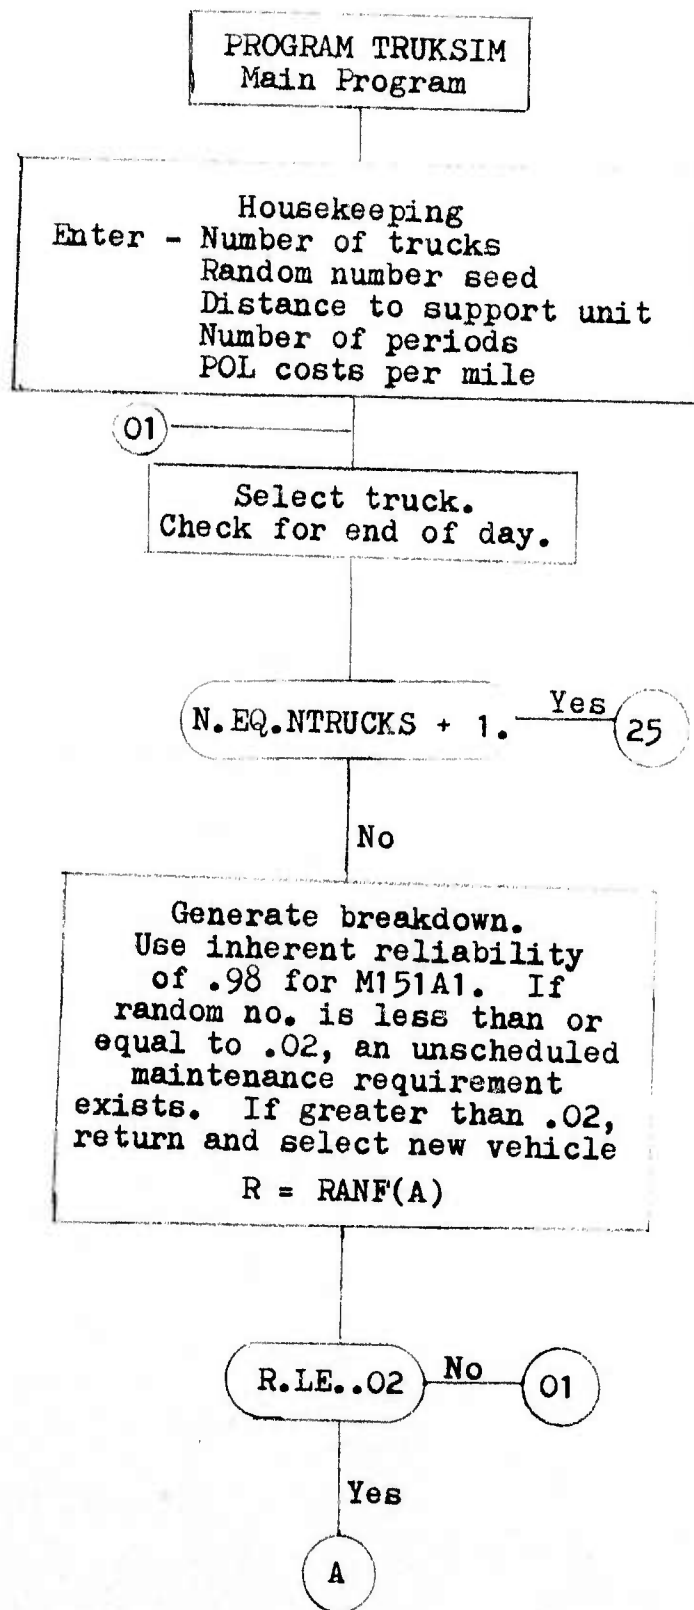 PROGRAM TRUKSIM
Main Program
Housekeeping
Enter - Number of trucks
Random number seed
Distance to support unit
Number of periods
POL costs per mile
01
Select truck.
Check for end of day.
N.EQ.NTRUCKS + 1.
Yes
25
No
Generate breakdown.
Use inherent reliability
of .98 for M151A1. If
random no. is less than or
equal to .02, an unscheduled
maintenance requirement
exists. If greater than .02,
return and select new vehicle
R = RANF(A)
R.LE..02
No
01
Yes
A